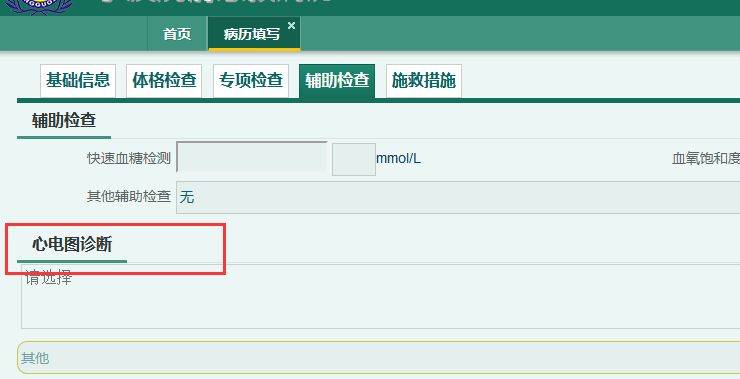 首页 病历填写
基础信息 体格检查 专项检查 辅助检查 施救措施
辅助检查
快速血糖检测 mmol/L 血氧饱和度
其他辅助检查 无
心电图诊断
请选择
其他